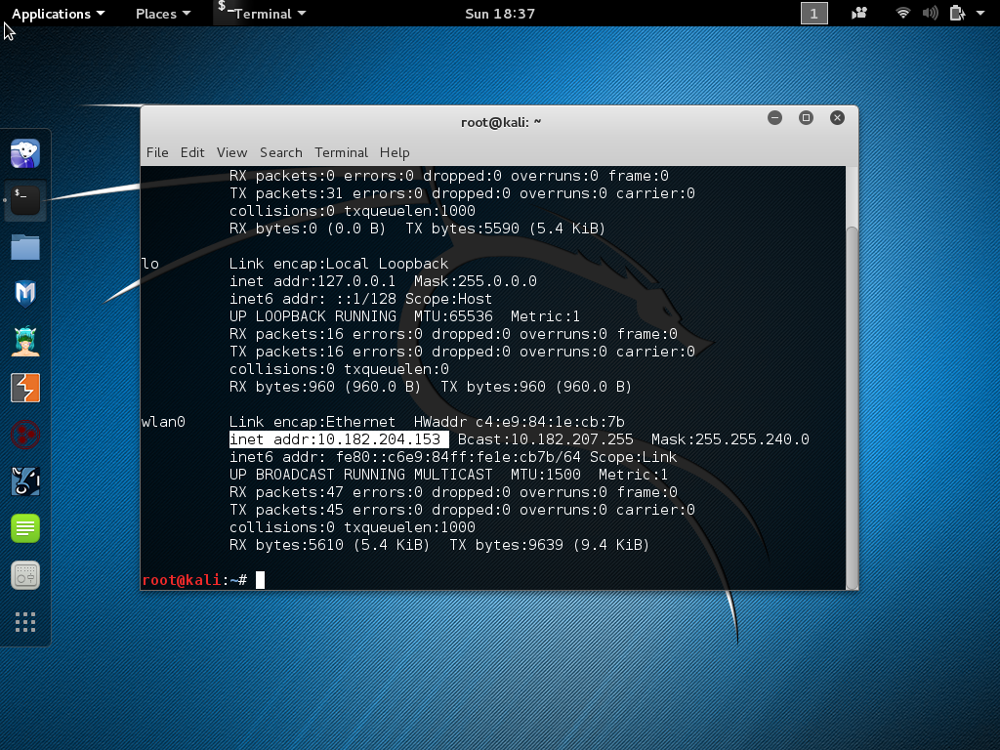 Applications Places $_Terminal Sun 18:37 1
root@kali: ~
File Edit View Search Terminal Help
RX packets:0 errors:0 dropped:0 overruns:0 frame:0
TX packets:31 errors:0 dropped:0 overruns:0 carrier:0
collisions:0 txqueuelen:1000
RX bytes:0 (0.0 B)  TX bytes:5590 (5.4 KiB)
lo        Link encap:Local Loopback
inet addr:127.0.0.1  Mask:255.0.0.0
inet6 addr: ::1/128 Scope:Host
UP LOOPBACK RUNNING  MTU:65536  Metric:1
RX packets:16 errors:0 dropped:0 overruns:0 frame:0
TX packets:16 errors:0 dropped:0 overruns:0 carrier:0
collisions:0 txqueuelen:0
RX bytes:960 (960.0 B)  TX bytes:960 (960.0 B)
wlan0     Link encap:Ethernet  HWaddr c4:e9:84:1e:cb:7b
inet addr:10.182.204.153  Bcast:10.182.207.255  Mask:255.255.240.0
inet6 addr: fe80::c6e9:84ff:fe1e:cb7b/64 Scope:Link
UP BROADCAST RUNNING MULTICAST  MTU:1500  Metric:1
RX packets:47 errors:0 dropped:0 overruns:0 frame:0
TX packets:45 errors:0 dropped:0 overruns:0 carrier:0
collisions:0 txqueuelen:1000
RX bytes:5610 (5.4 KiB)  TX bytes:9639 (9.4 KiB)
root@kali:~#